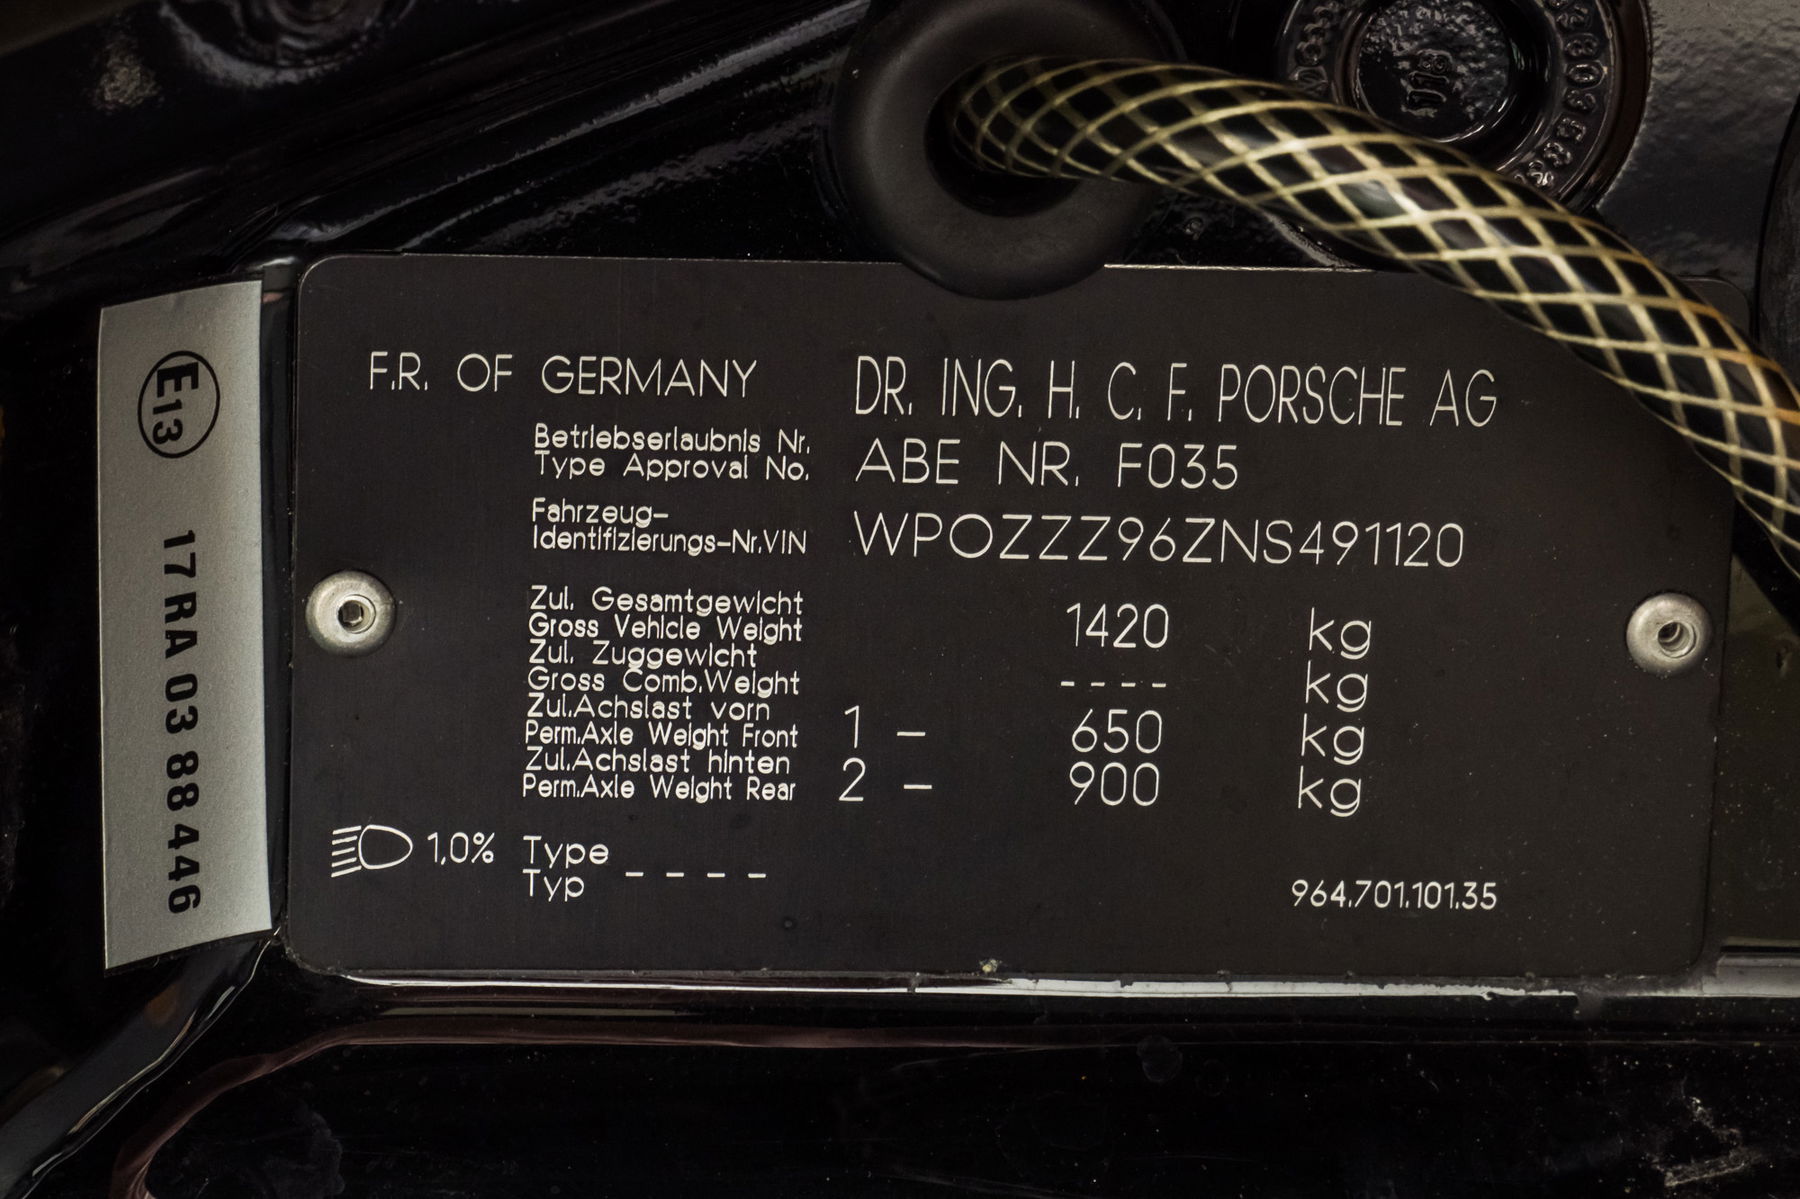 E13
17 RA 03 88 446
F.R. OF GERMANY
DR. ING. H. C. F. PORSCHE AG
Betriebserlaubnis Nr.
Type Approval No.
ABE NR. F035
Fahrzeug-
Identifizierungs-Nr.VIN
WPOZZZ96ZNS491120
Zul. Gesamtgewicht
Gross Vehicle Weight 1420 kg
Zul. Zuggewicht
Gross Comb.Weight ---- kg
Zul.Achslast vorn
Perm.Axle Weight Front 1 - 650 kg
Zul.Achslast hinten
Perm.Axle Weight Rear 2 - 900 kg
1,0%
Type
Typ ----
964.701.101.35